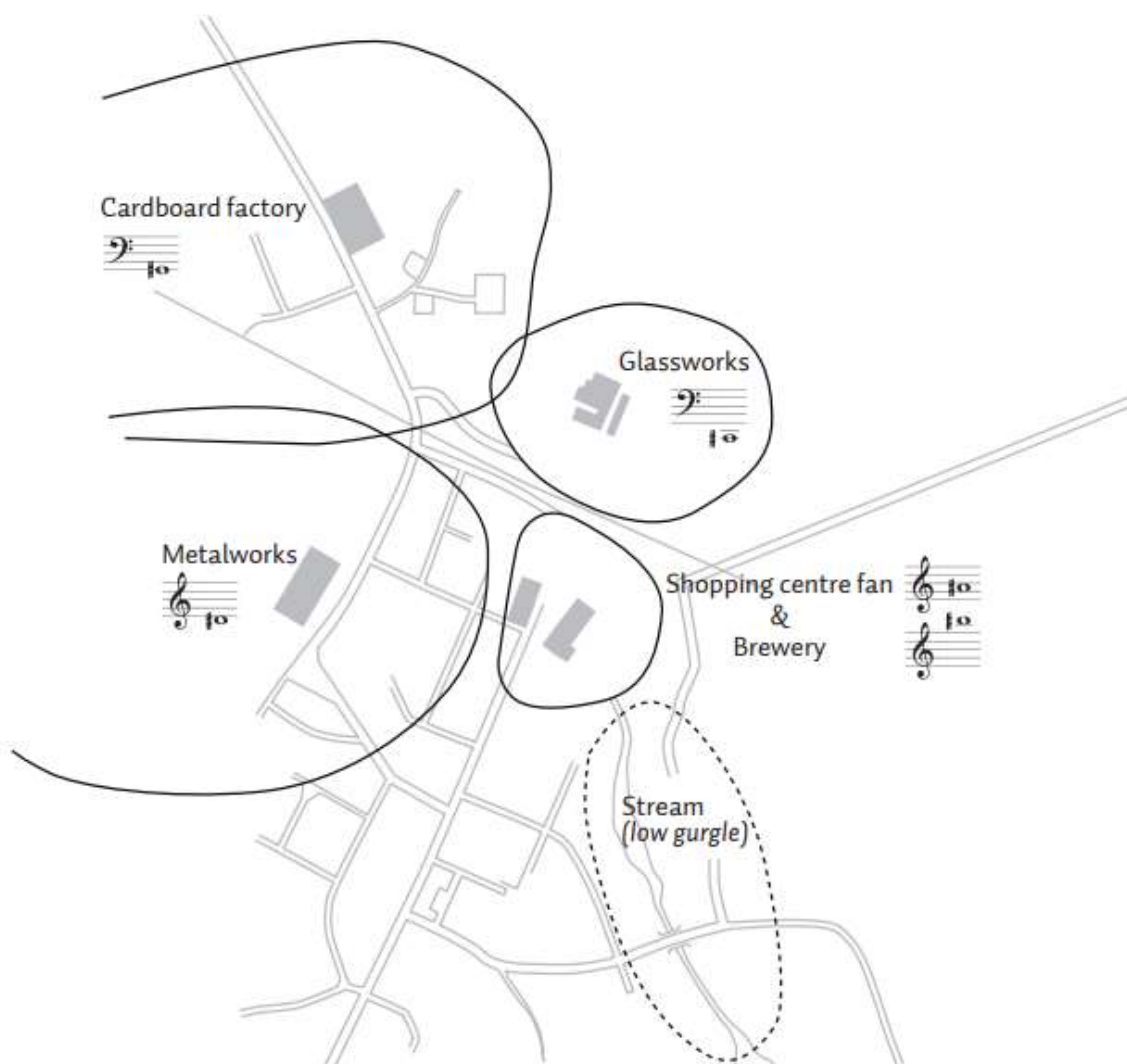 Cardboard factory
Glassworks
Metalworks
Shopping centre fan
&
Brewery
Stream
(low gurgle)